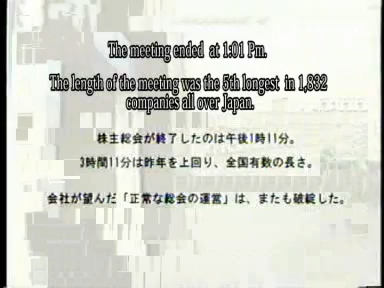 The meeting ended at 1:01 Pm.
The length of the meeting was the 5th longest in 1,832
companies all over Japan.
株主総会が終了したのは午後1時11分。
3時間11分は昨年を上回り、全国有数の長さ。
会社が望んだ「正常な総会の運営」は、またも破綻した。